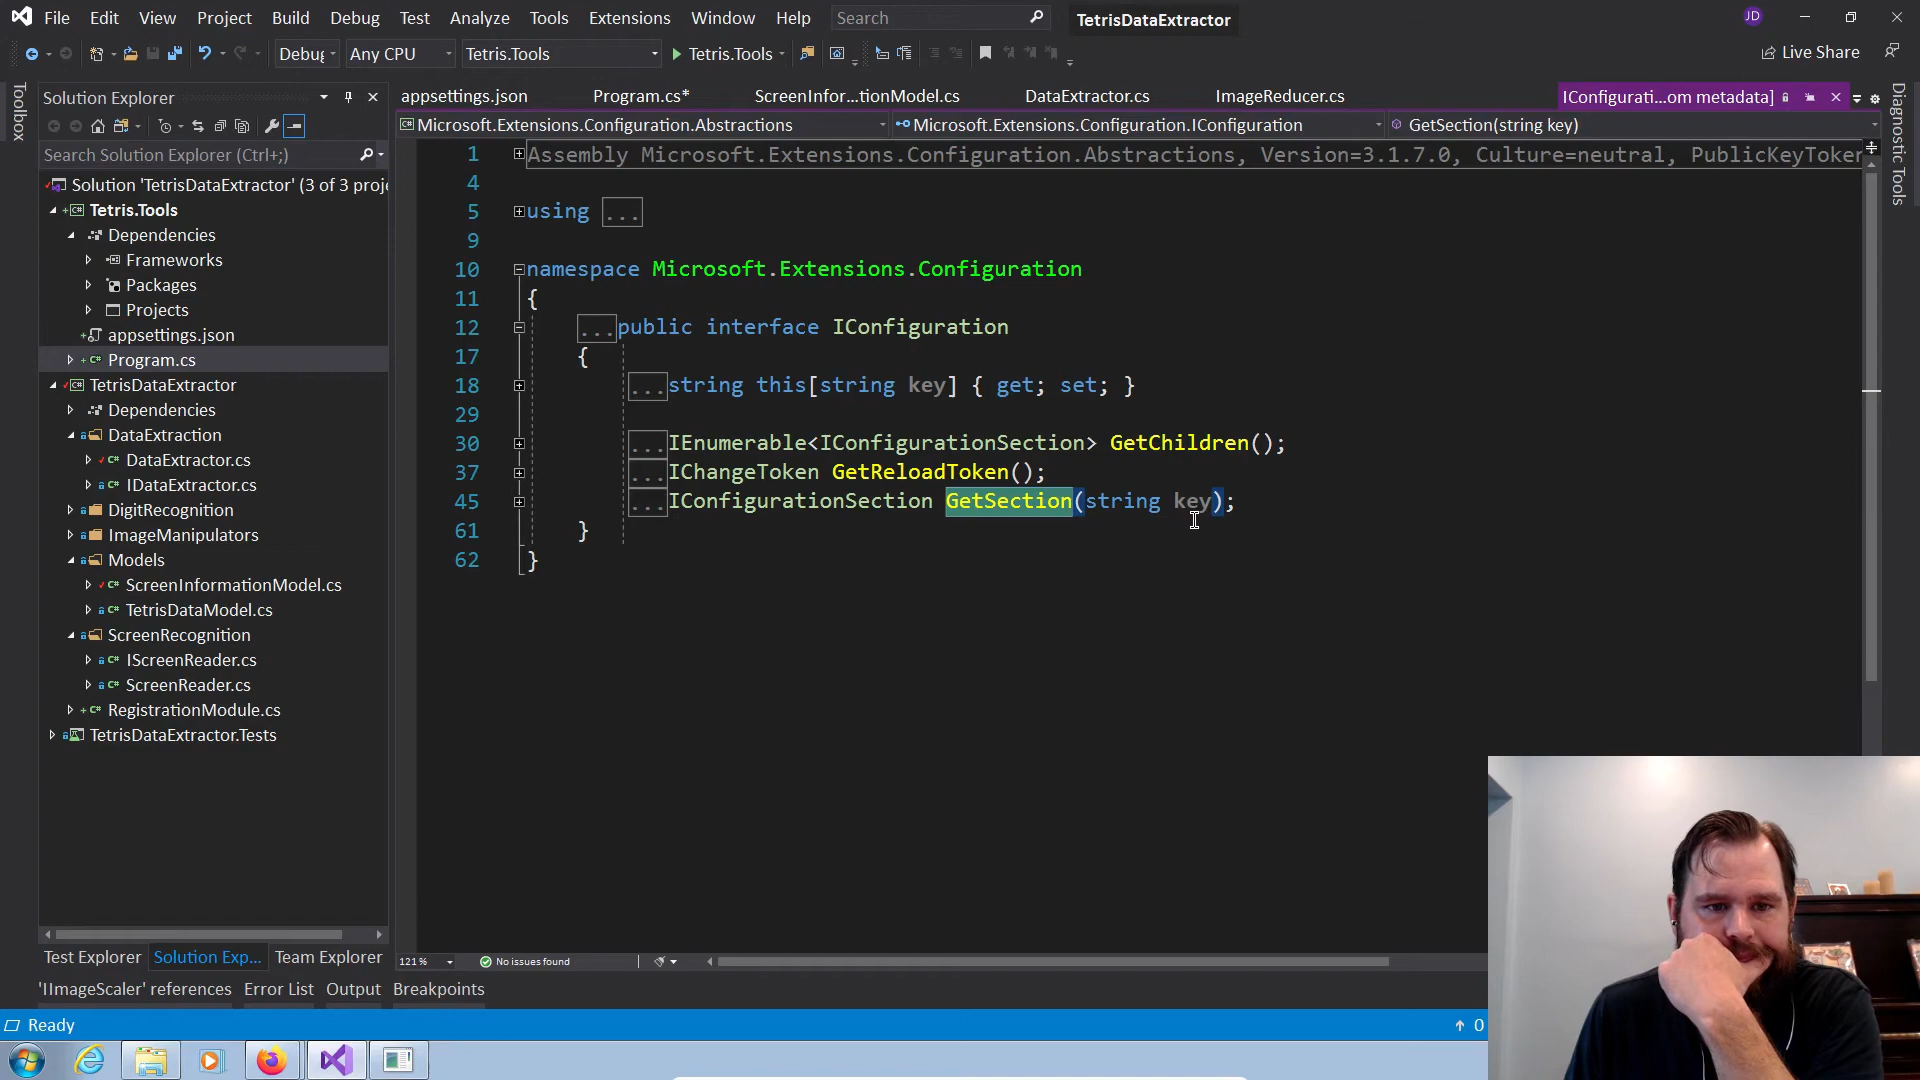 File Edit View Project Build Debug Test Analyze Tools Extensions Window Help Search TetrisDataExtractor JD
Debug Any CPU Tetris.Tools Tetris.Tools Live Share
Toolbox
Solution Explorer
Search Solution Explorer (Ctrl+;)
Solution 'TetrisDataExtractor' (3 of 3 proje
Tetris.Tools
Dependencies
Frameworks
Packages
Projects
appsettings.json
Program.cs
TetrisDataExtractor
Dependencies
DataExtraction
DataExtractor.cs
IDataExtractor.cs
DigitRecognition
ImageManipulators
Models
ScreenInformationModel.cs
TetrisDataModel.cs
ScreenRecognition
IScreenReader.cs
ScreenReader.cs
RegistrationModule.cs
TetrisDataExtractor.Tests
Test Explorer Solution Exp... Team Explorer
appsettings.json Program.cs* ScreenInfor...tionModel.cs DataExtractor.cs ImageReducer.cs IConfigurati...om metadata]
Microsoft.Extensions.Configuration.Abstractions Microsoft.Extensions.Configuration.IConfiguration GetSection(string key)
1 Assembly Microsoft.Extensions.Configuration.Abstractions, Version=3.1.7.0, Culture=neutral, PublicKeyToken
4
5 using ...
9
10 namespace Microsoft.Extensions.Configuration
11 {
12 ...public interface IConfiguration
17 {
18 ...string this[string key] { get; set; }
29
30 ...IEnumerable<IConfigurationSection> GetChildren();
37 ...IChangeToken GetReloadToken();
45 ...IConfigurationSection GetSection(string key);
61 }
62 }
Diagnostic Tools
121 % No issues found
'IImageScaler' references Error List Output Breakpoints
Ready 0